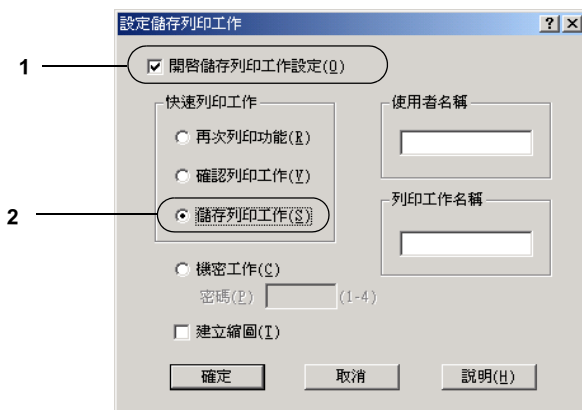 設定儲存列印工作
1
開啓儲存列印工作設定(O)
快速列印工作
使用者名稱
再次列印功能(R)
確認列印工作(V)
列印工作名稱
2
儲存列印工作(S)
機密工作(C)
密碼(P) (1-4)
建立縮圖(I)
確定 取消 說明(H)